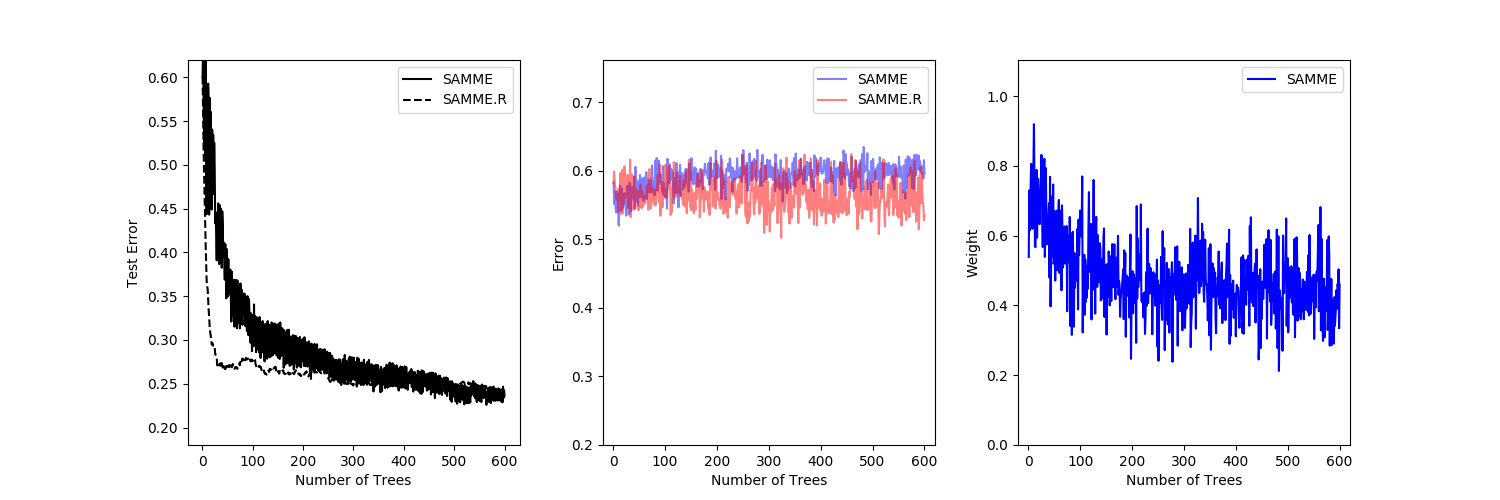 SAMME
SAMME.R
0.60
0.55
0.50
0.45
0.40
0.35
0.30
0.25
0.20
Test Error
0 100 200 300 400 500 600
Number of Trees
SAMME
SAMME.R
0.7
0.6
0.5
0.4
0.3
0.2
Error
0 100 200 300 400 500 600
Number of Trees
SAMME
1.0
0.8
0.6
0.4
0.2
0.0
Weight
0 100 200 300 400 500 600
Number of Trees